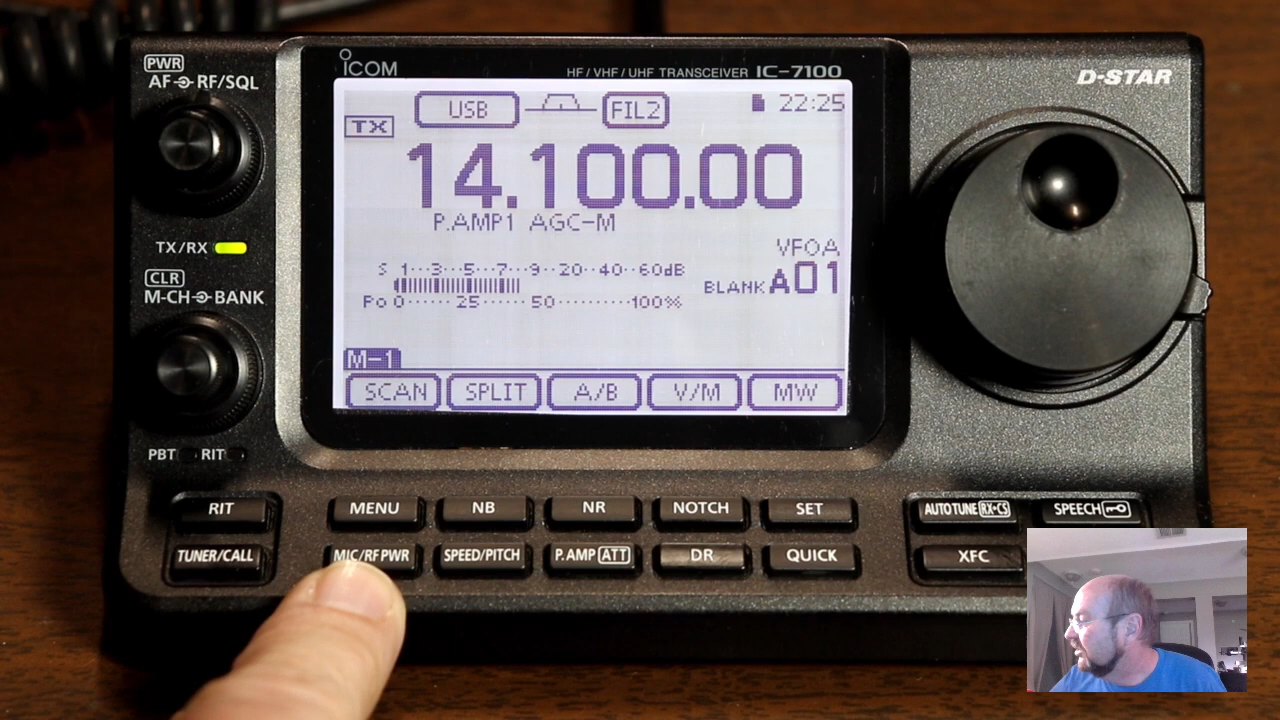 PWR
AF RF/SQL
ICOM
HF/VHF/UHF TRANSCEIVER IC-7100
D-STAR
USB
FIL2
22:25
TX
14.100.00
P.AMP1 AGC-M
TX/RX
VFOA
S 1···3···5···7···9··20··40··60dB
BLANK A01
Po 0······25······50·········100%
CLR
M-CH BANK
M-1
SCAN SPLIT A/B V/M MW
PBT RIT
RIT MENU NB NR NOTCH SET AUTOTUNE RX-CS SPEECH
TUNER/CALL MIC/RF PWR SPEED/PITCH P.AMP ATT DR QUICK XFC